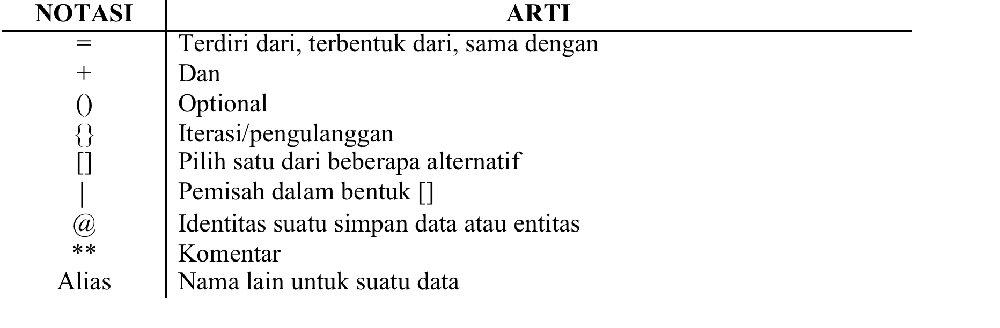 NOTASI ARTI
= Terdiri dari, terbentuk dari, sama dengan
+ Dan
() Optional
{} Iterasi/pengulanggan
[] Pilih satu dari beberapa alternatif
| Pemisah dalam bentuk []
@ Identitas suatu simpan data atau entitas
** Komentar
Alias Nama lain untuk suatu data